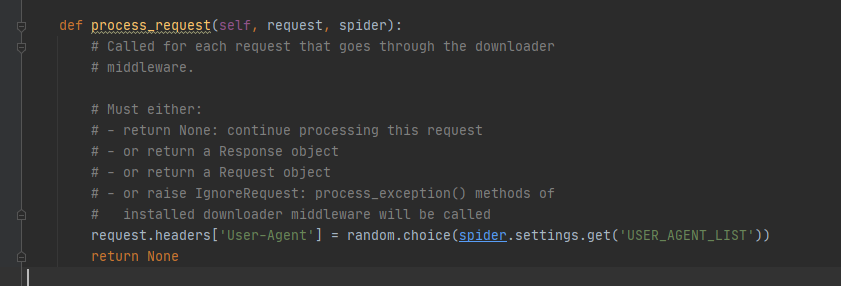 def process_request(self, request, spider):
# Called for each request that goes through the downloader
# middleware.
# Must either:
# - return None: continue processing this request
# - or return a Response object
# - or return a Request object
# - or raise IgnoreRequest: process_exception() methods of
#   installed downloader middleware will be called
request.headers['User-Agent'] = random.choice(spider.settings.get('USER_AGENT_LIST'))
return None